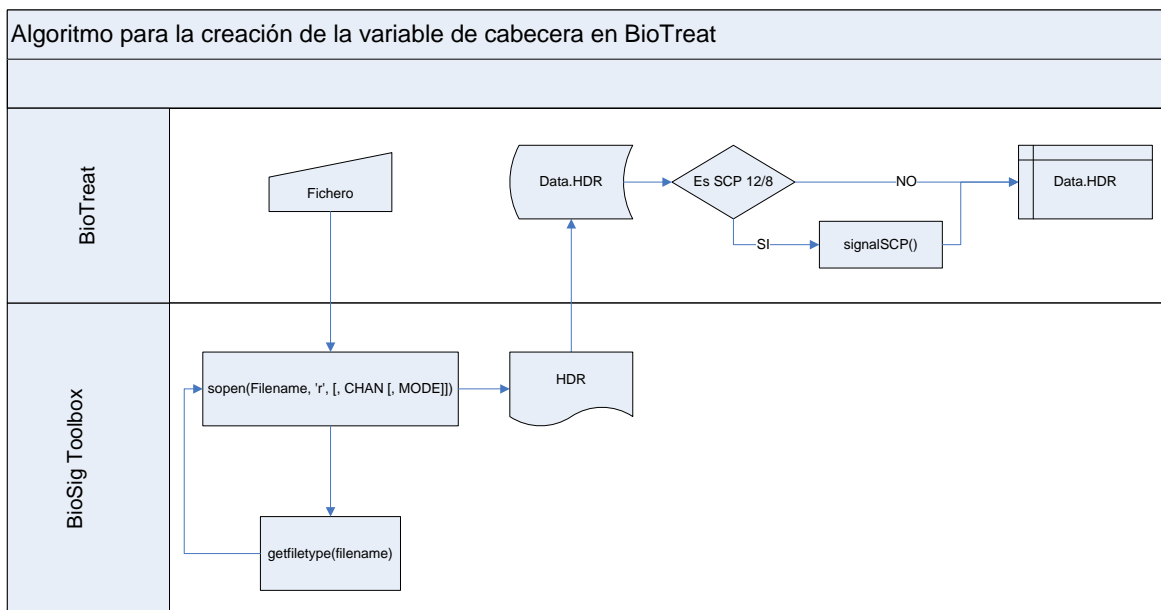 Algoritmo para la creación de la variable de cabecera en BioTreat
BioTreat
Fichero
Data.HDR
Es SCP 12/8
NO
Data.HDR
SI
signalSCP()
BioSig Toolbox
sopen(Filename, 'r', [, CHAN [, MODE]])
HDR
getfiletype(filename)